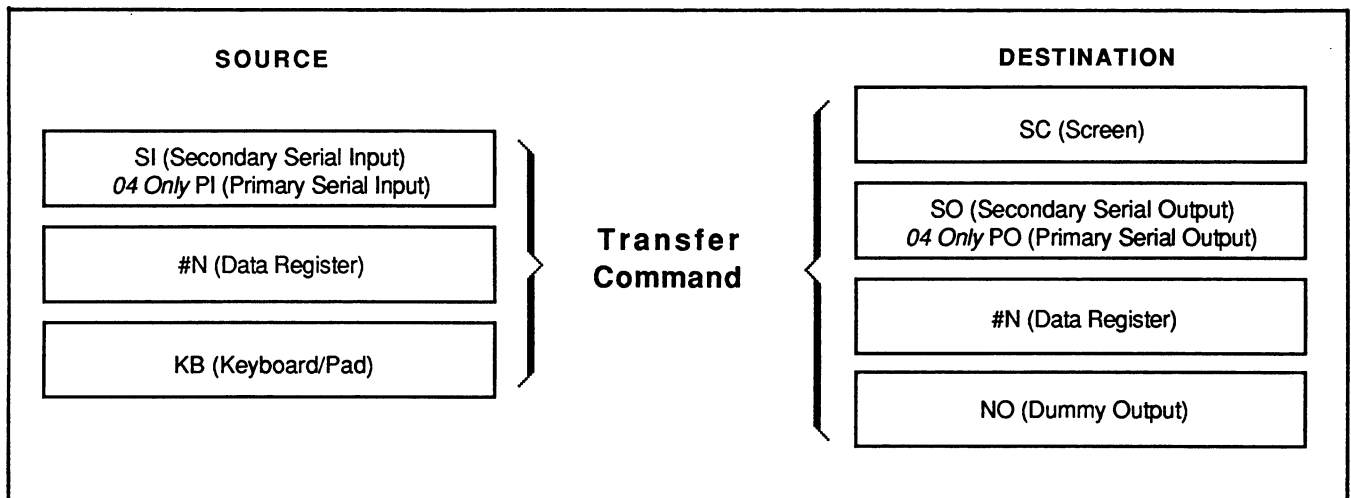 SOURCE
SI (Secondary Serial Input)
04 Only PI (Primary Serial Input)
#N (Data Register)
KB (Keyboard/Pad)
Transfer
Command
DESTINATION
SC (Screen)
SO (Secondary Serial Output)
04 Only PO (Primary Serial Output)
#N (Data Register)
NO (Dummy Output)